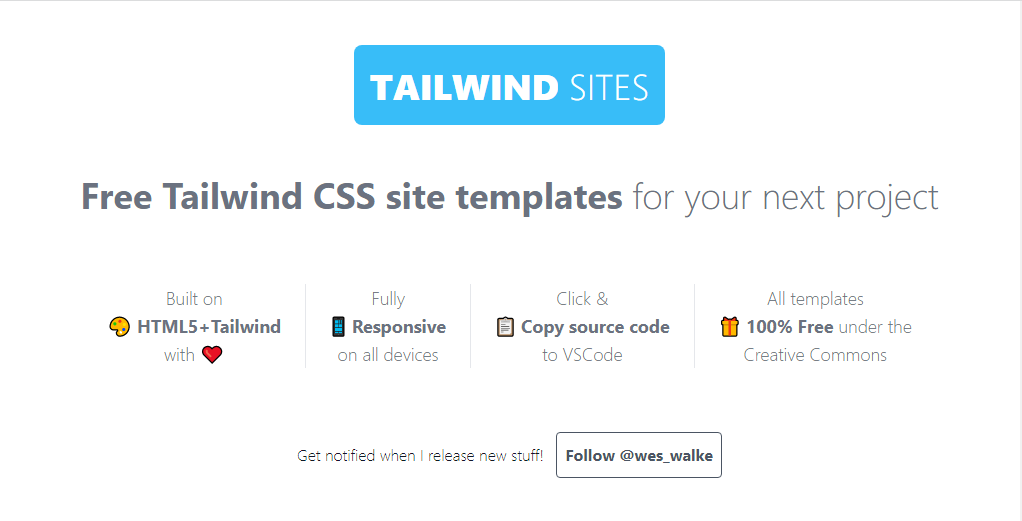 TAILWIND SITES
Free Tailwind CSS site templates for your next project
Built on
🎨 HTML5+Tailwind
with ❤️
Fully
📱 Responsive
on all devices
Click &
📋 Copy source code
to VSCode
All templates
🎁 100% Free under the
Creative Commons
Get notified when I release new stuff!
Follow @wes_walke